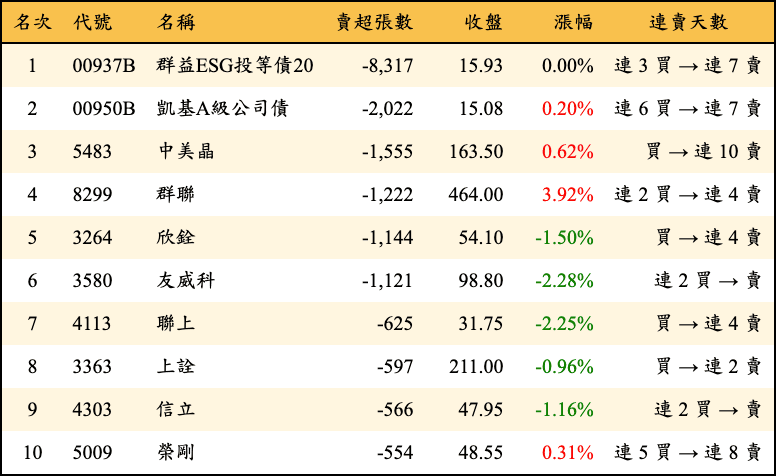 名次 代號 名稱 賣超張數 收盤 漲幅 連賣天數
1 00937B 群益ESG投等債20 -8,317 15.93 0.00% 連 3 買 → 連 7 賣
2 00950B 凱基A級公司債 -2,022 15.08 0.20% 連 6 買 → 連 7 賣
3 5483 中美晶 -1,555 163.50 0.62% 買 → 連 10 賣
4 8299 群聯 -1,222 464.00 3.92% 連 2 買 → 連 4 賣
5 3264 欣銓 -1,144 54.10 -1.50% 買 → 連 4 賣
6 3580 友威科 -1,121 98.80 -2.28% 連 2 買 → 賣
7 4113 聯上 -625 31.75 -2.25% 買 → 連 4 賣
8 3363 上詮 -597 211.00 -0.96% 買 → 連 2 賣
9 4303 信立 -566 47.95 -1.16% 連 2 買 → 賣
10 5009 榮剛 -554 48.55 0.31% 連 5 買 → 連 8 賣